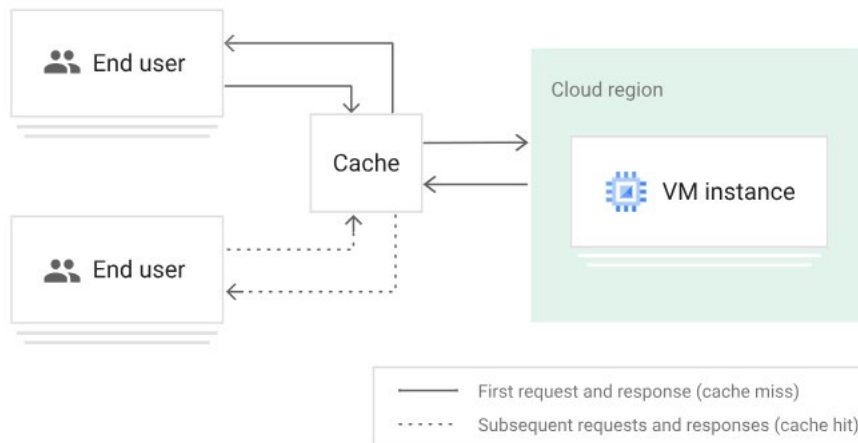 End user
Cloud region
Cache
VM instance
End user
First request and response (cache miss)
Subsequent requests and responses (cache hit)